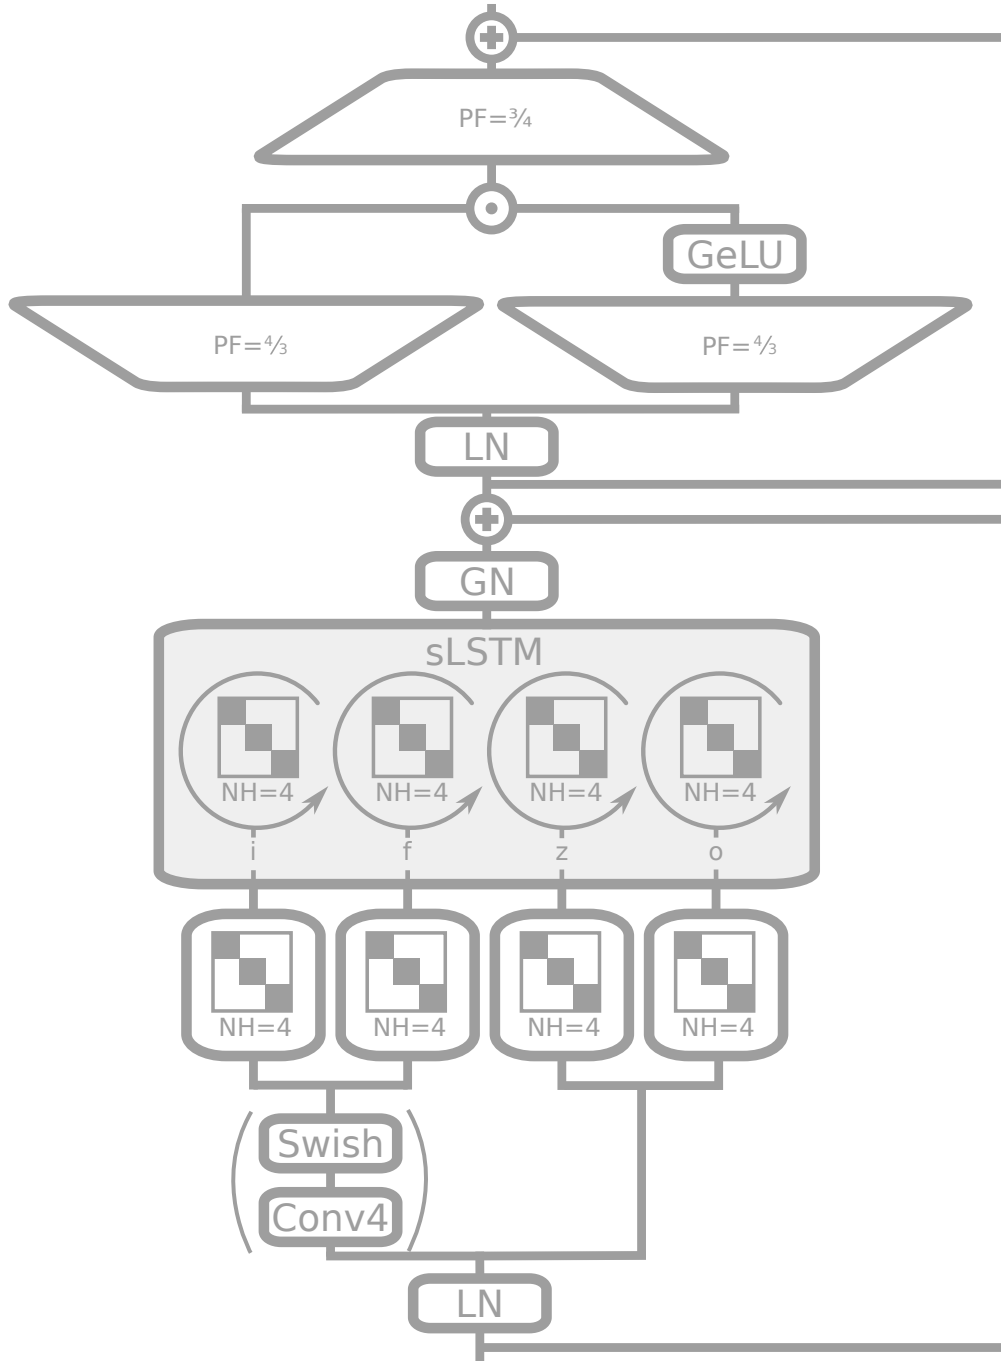 PF=¾
GeLU
PF=⁴⁄₃ PF=⁴⁄₃
LN
GN
sLSTM
NH=4 NH=4 NH=4 NH=4
i f z o
NH=4 NH=4 NH=4 NH=4
Swish
Conv4
LN